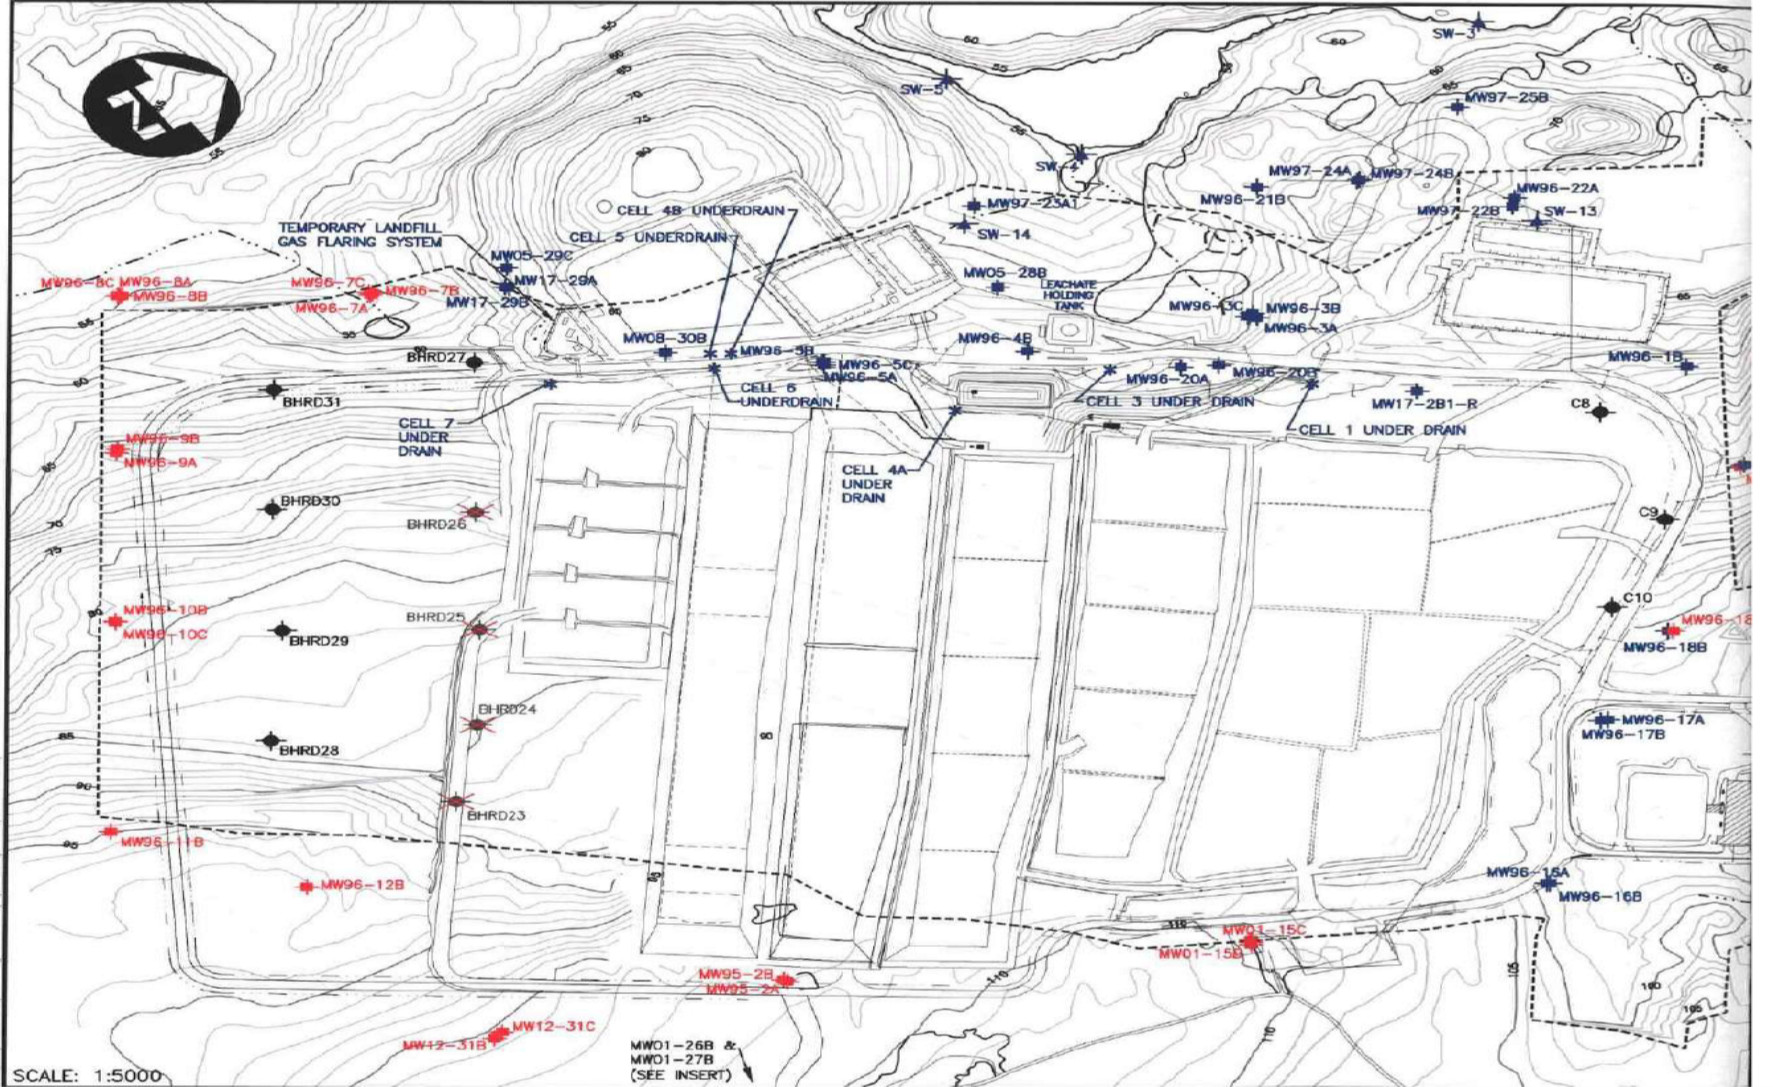 SW-3
SW-5
MW97-25B
SW-4
MW97-24A
MW97-24B
MW96-21B
MW96-22A
MW97-22B
SW-13
MW97-23A1
SW-14
CELL 4B UNDERDRAIN
CELL 5 UNDERDRAIN
TEMPORARY LANDFILL
GAS FLARING SYSTEM
MW05-29C
MW17-29A
MW17-29B
MW05-28B
LEACHATE
HOLDING
TANK
MW96-8C
MW96-8A
MW96-8B
MW96-7C
MW96-7B
MW96-7A
MW96-3C
MW96-3B
MW96-3A
MW08-30B
MW96-5B
MW96-5C
MW96-5A
MW96-4B
MW96-20A
MW96-20B
MW96-1B
BHRD27
BHRD31
CELL 6
UNDERDRAIN
CELL 3 UNDER DRAIN
MW17-2B1-R
C8
CELL 7
UNDER
DRAIN
CELL 1 UNDER DRAIN
CELL 4A
UNDER
DRAIN
MW96-9B
MW96-9A
BHRD30
BHRD26
C9
MW96-10B
MW96-10C
BHRD25
BHRD29
C10
MW96-18
MW96-18B
BHRD24
BHRD28
MW96-17A
MW96-17B
BHRD23
MW96-11B
MW96-12B
MW96-16A
MW96-16B
MW01-15C
MW01-15B
MW95-2B
MW95-2A
MW12-31C
MW12-31B
MW01-26B &
MW01-27B
(SEE INSERT)
SCALE: 1:5000
55
60
65
70
75
80
85
90
95
100
105
110